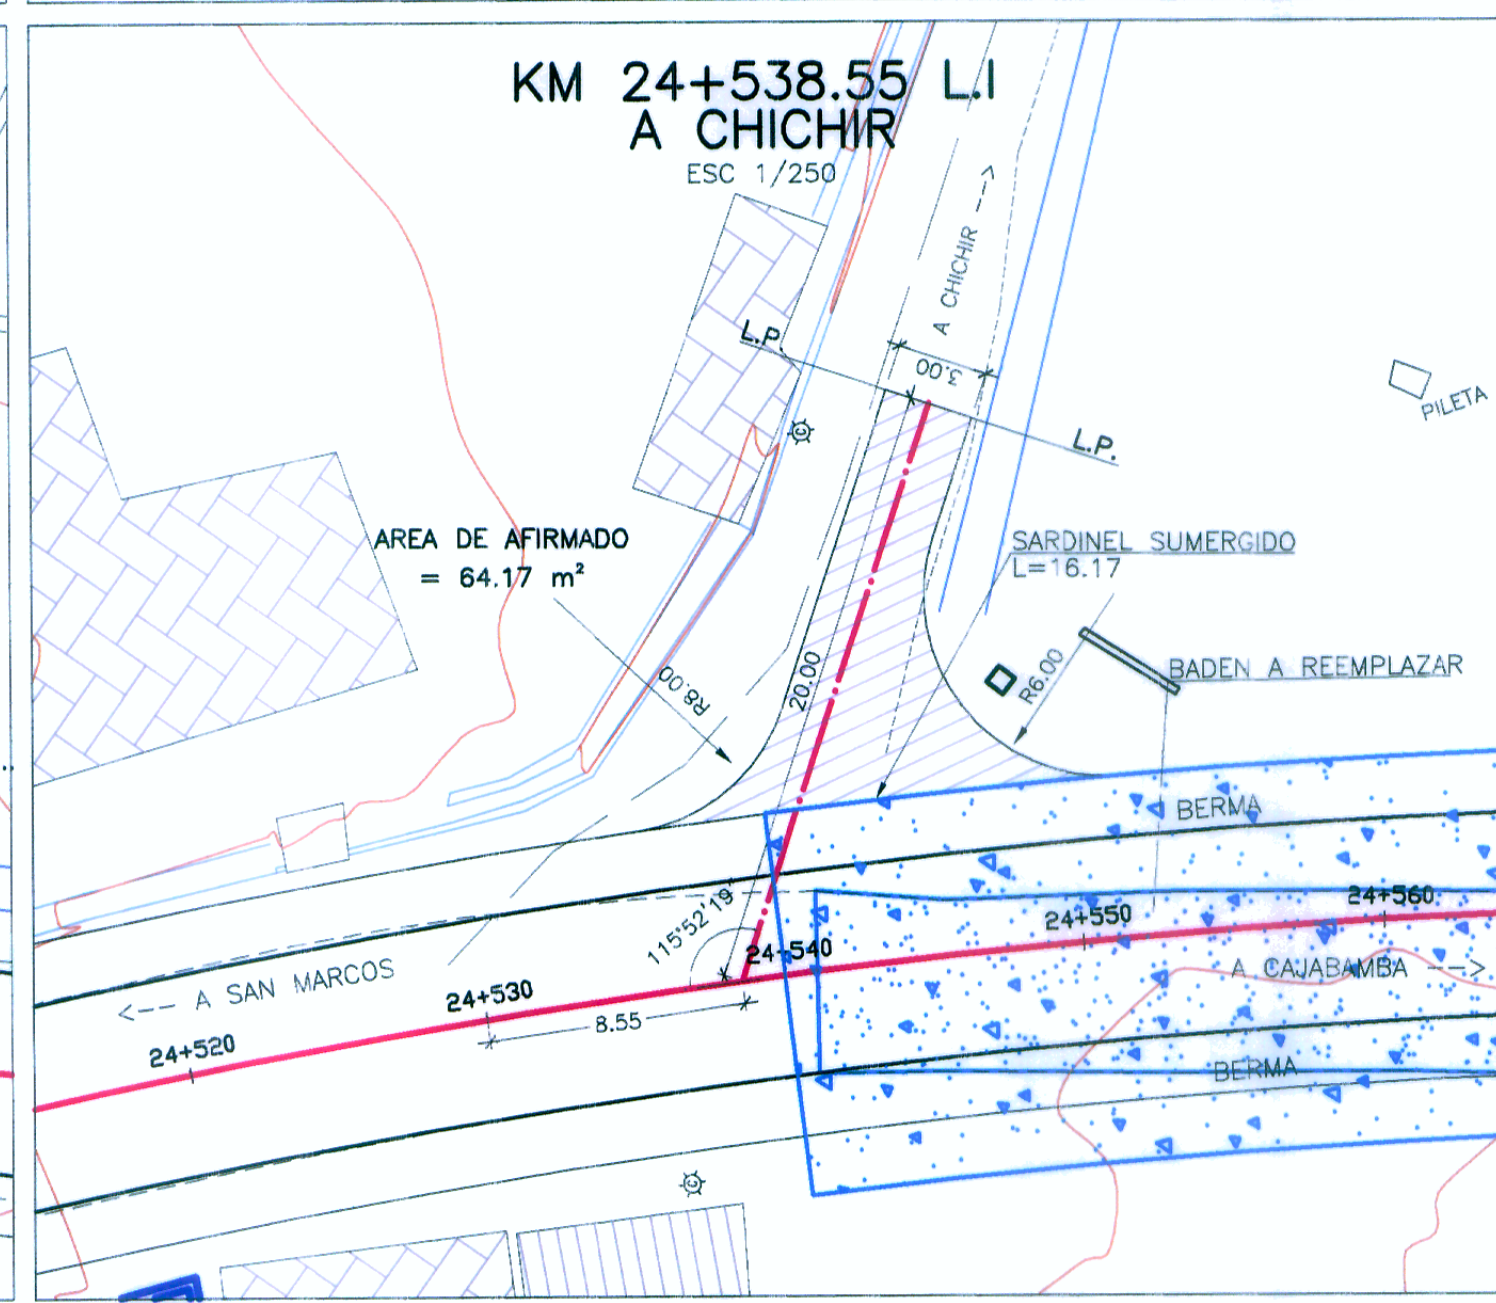 KM 24+538.55 L.I
A CHICHIR
ESC 1/250
A CHICHIR --->
L.P.
3.00
PILETA
L.P.
AREA DE AFIRMADO
= 64.17 m²
SARDINEL SUMERGIDO
L=16.17
R8.00
20.00
R6.00
BADEN A REEMPLAZAR
BERMA
115°52'19"
24+540
24+550
24+560
<--- A SAN MARCOS
A CAJABAMBA --->
24+530
8.55
24+520
BERMA